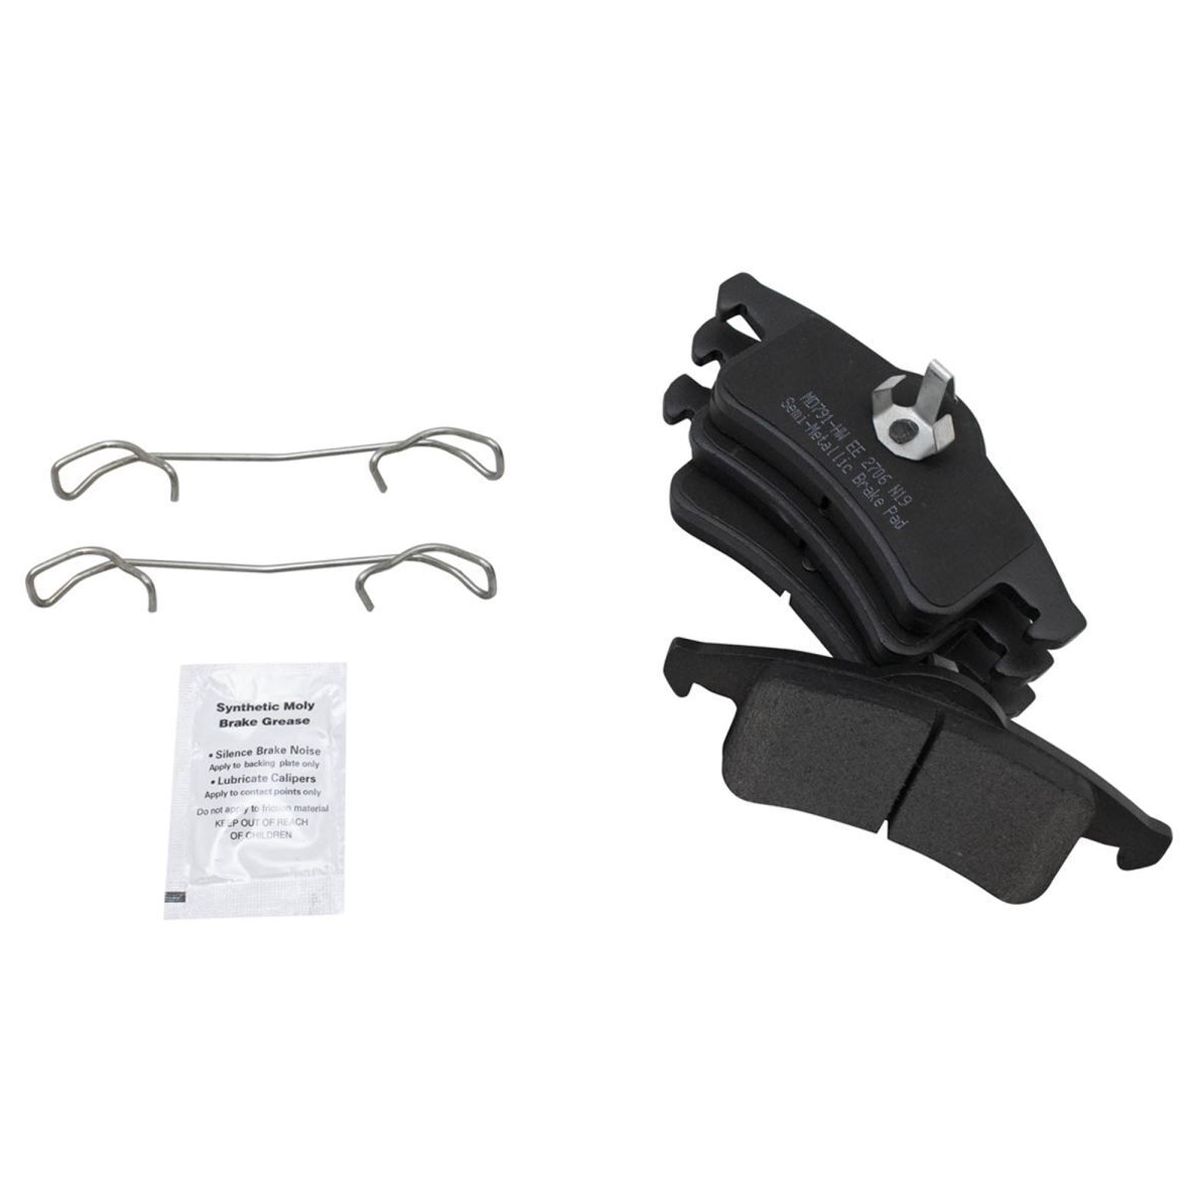 MD791-HW EE 2706 N19
Semi-Metallic Brake Pad
Synthetic Moly
Brake Grease
• Silence Brake Noise
Apply to backing plate only
• Lubricate Calipers
Apply to contact points only
Do not apply to friction material
KEEP OUT OF REACH
OF CHILDREN